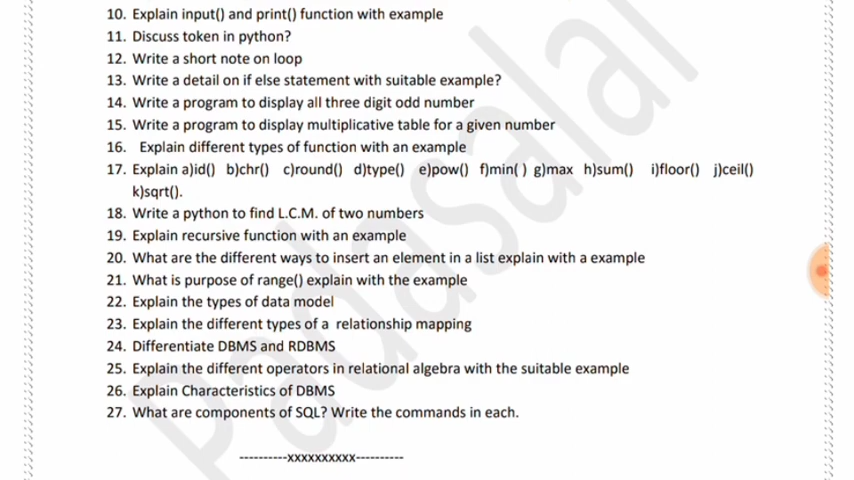 10. Explain input() and print() function with example
11. Discuss token in python?
12. Write a short note on loop
13. Write a detail on if else statement with suitable example?
14. Write a program to display all three digit odd number
15. Write a program to display multiplicative table for a given number
16. Explain different types of function with an example
17. Explain a)id() b)chr() c)round() d)type() e)pow() f)min( ) g)max h)sum() i)floor() j)ceil()
k)sqrt().
18. Write a python to find L.C.M. of two numbers
19. Explain recursive function with an example
20. What are the different ways to insert an element in a list explain with a example
21. What is purpose of range() explain with the example
22. Explain the types of data model
23. Explain the different types of a relationship mapping
24. Differentiate DBMS and RDBMS
25. Explain the different operators in relational algebra with the suitable example
26. Explain Characteristics of DBMS
27. What are components of SQL? Write the commands in each.
----------xxxxxxxxxx----------
Padasalai